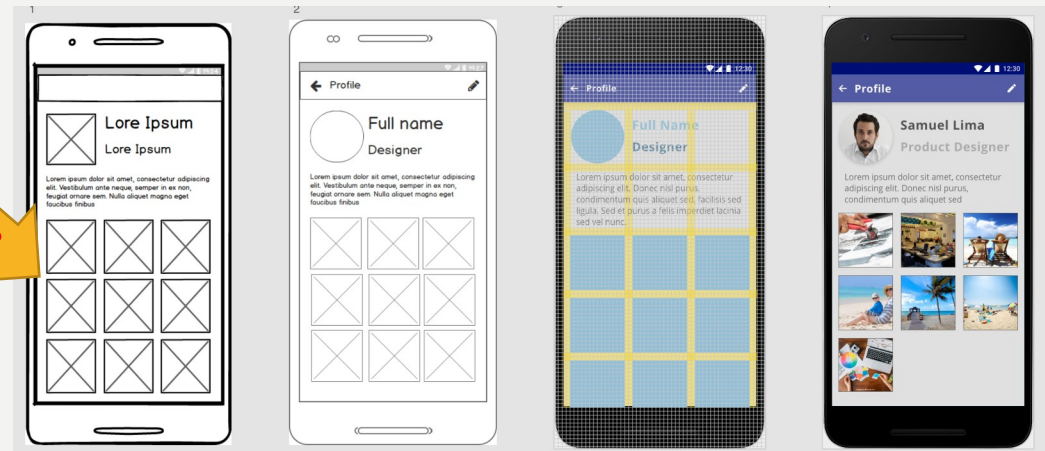 1
Lore Ipsum
Lore Ipsum
Lorem ipsum dolor sit amet, consectetur adipiscing
elit. Vestibulum ante neque, semper in ex non,
feugiat ornare sem. Nulla aliquet magna eget
faucibus finibus
2
Profile
Full name
Designer
Lorem ipsum dolor sit amet, consectetur adipiscing
elit. Vestibulum ante neque, semper in ex non,
feugiat ornare sem. Nulla aliquet magna eget
faucibus finibus
12:30
Profile
Full Name
Designer
Lorem ipsum dolor sit amet, consectetur
adipiscing elit. Donec nisl purus,
condimentum quis aliquet sed, facilisis sed
ligula. Sed et purus a felis imperdiet lacinia
sed vel nunc.
12:30
Profile
Samuel Lima
Product Designer
Lorem ipsum dolor sit amet, consectetur
adipiscing elit. Donec nisl purus,
condimentum quis aliquet sed